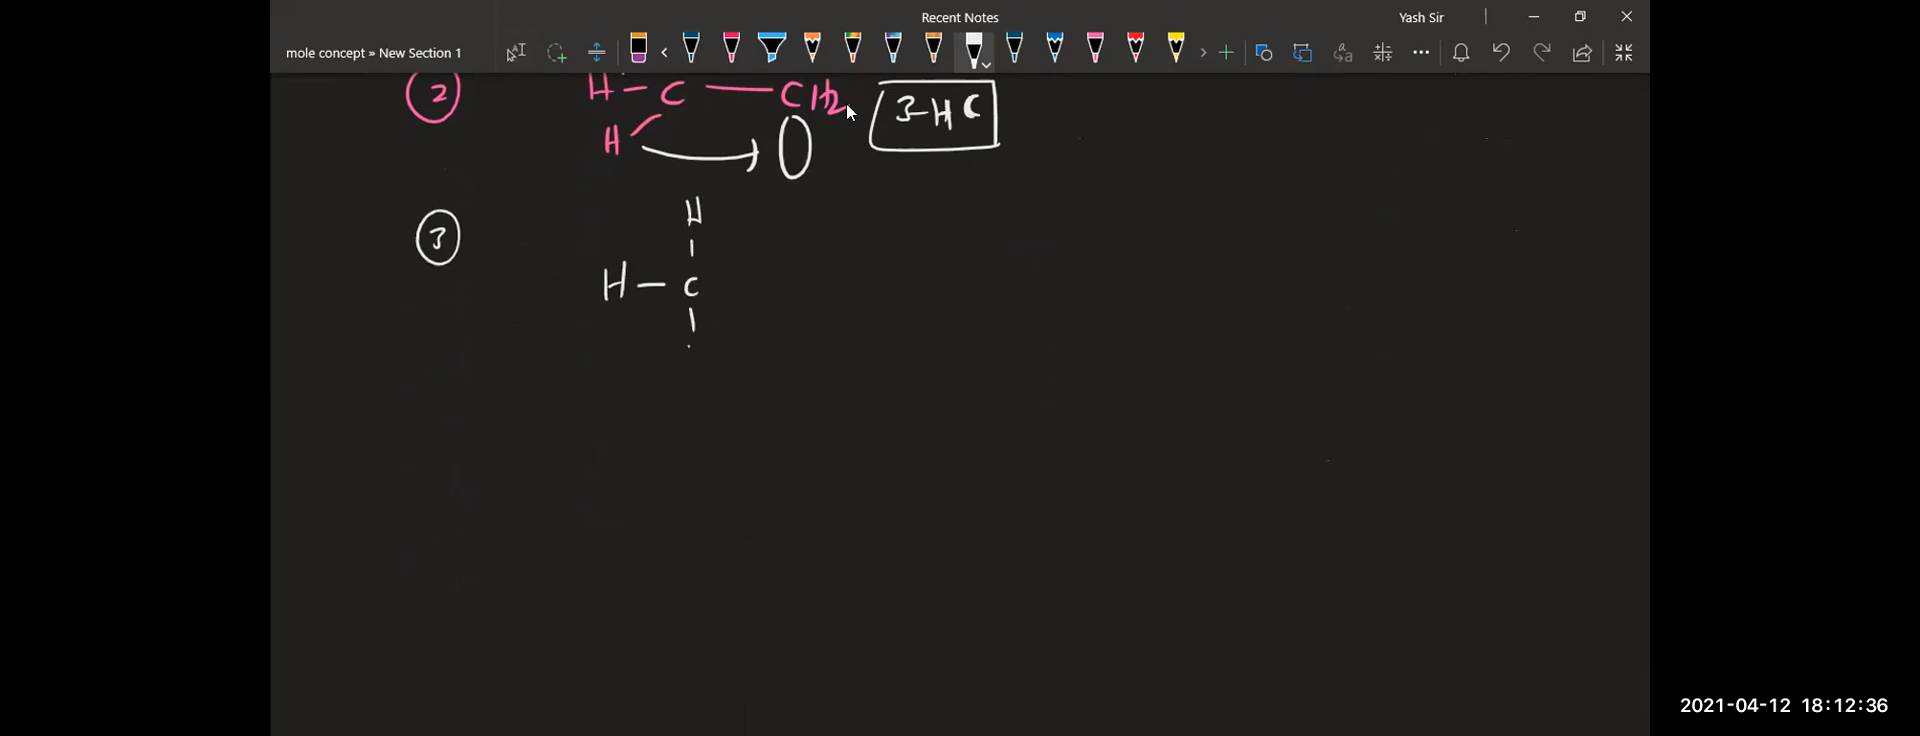 Recent Notes
Yash Sir
mole concept » New Section 1
2
H - C — CH2
3-H C
H
3
H
H - C
2021-04-12 18:12:36